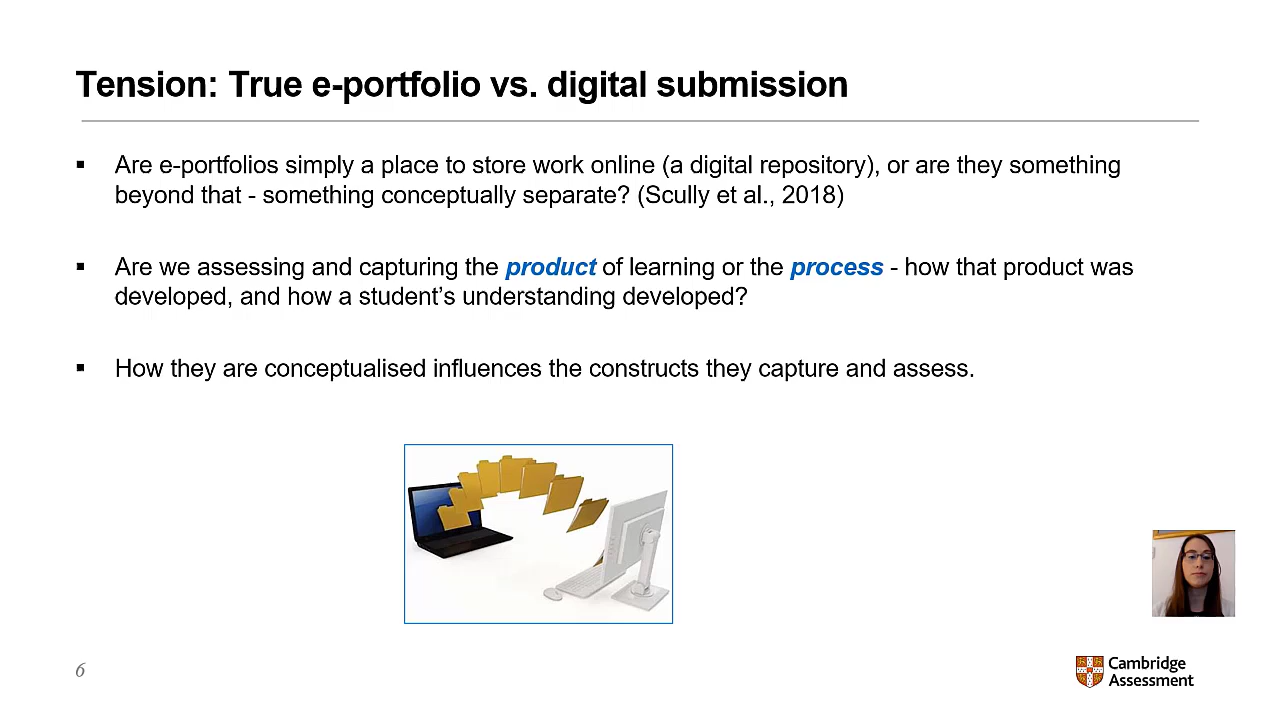 Tension: True e-portfolio vs. digital submission
▪ Are e-portfolios simply a place to store work online (a digital repository), or are they something
beyond that - something conceptually separate? (Scully et al., 2018)
▪ Are we assessing and capturing the product of learning or the process - how that product was
developed, and how a student’s understanding developed?
▪ How they are conceptualised influences the constructs they capture and assess.
6
Cambridge
Assessment